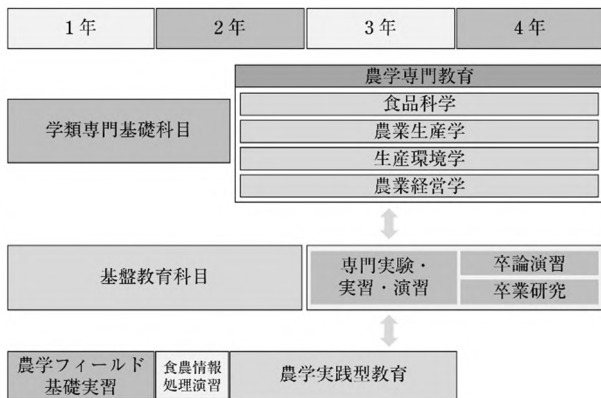 1年
2年
3年
4年
農学専門教育
学類専門基礎科目
食品科学
農業生産学
生産環境学
農業経営学
基盤教育科目
専門実験・
実習・演習
卒論演習
卒業研究
農学フィールド
基礎実習
食農情報
処理演習
農学実践型教育